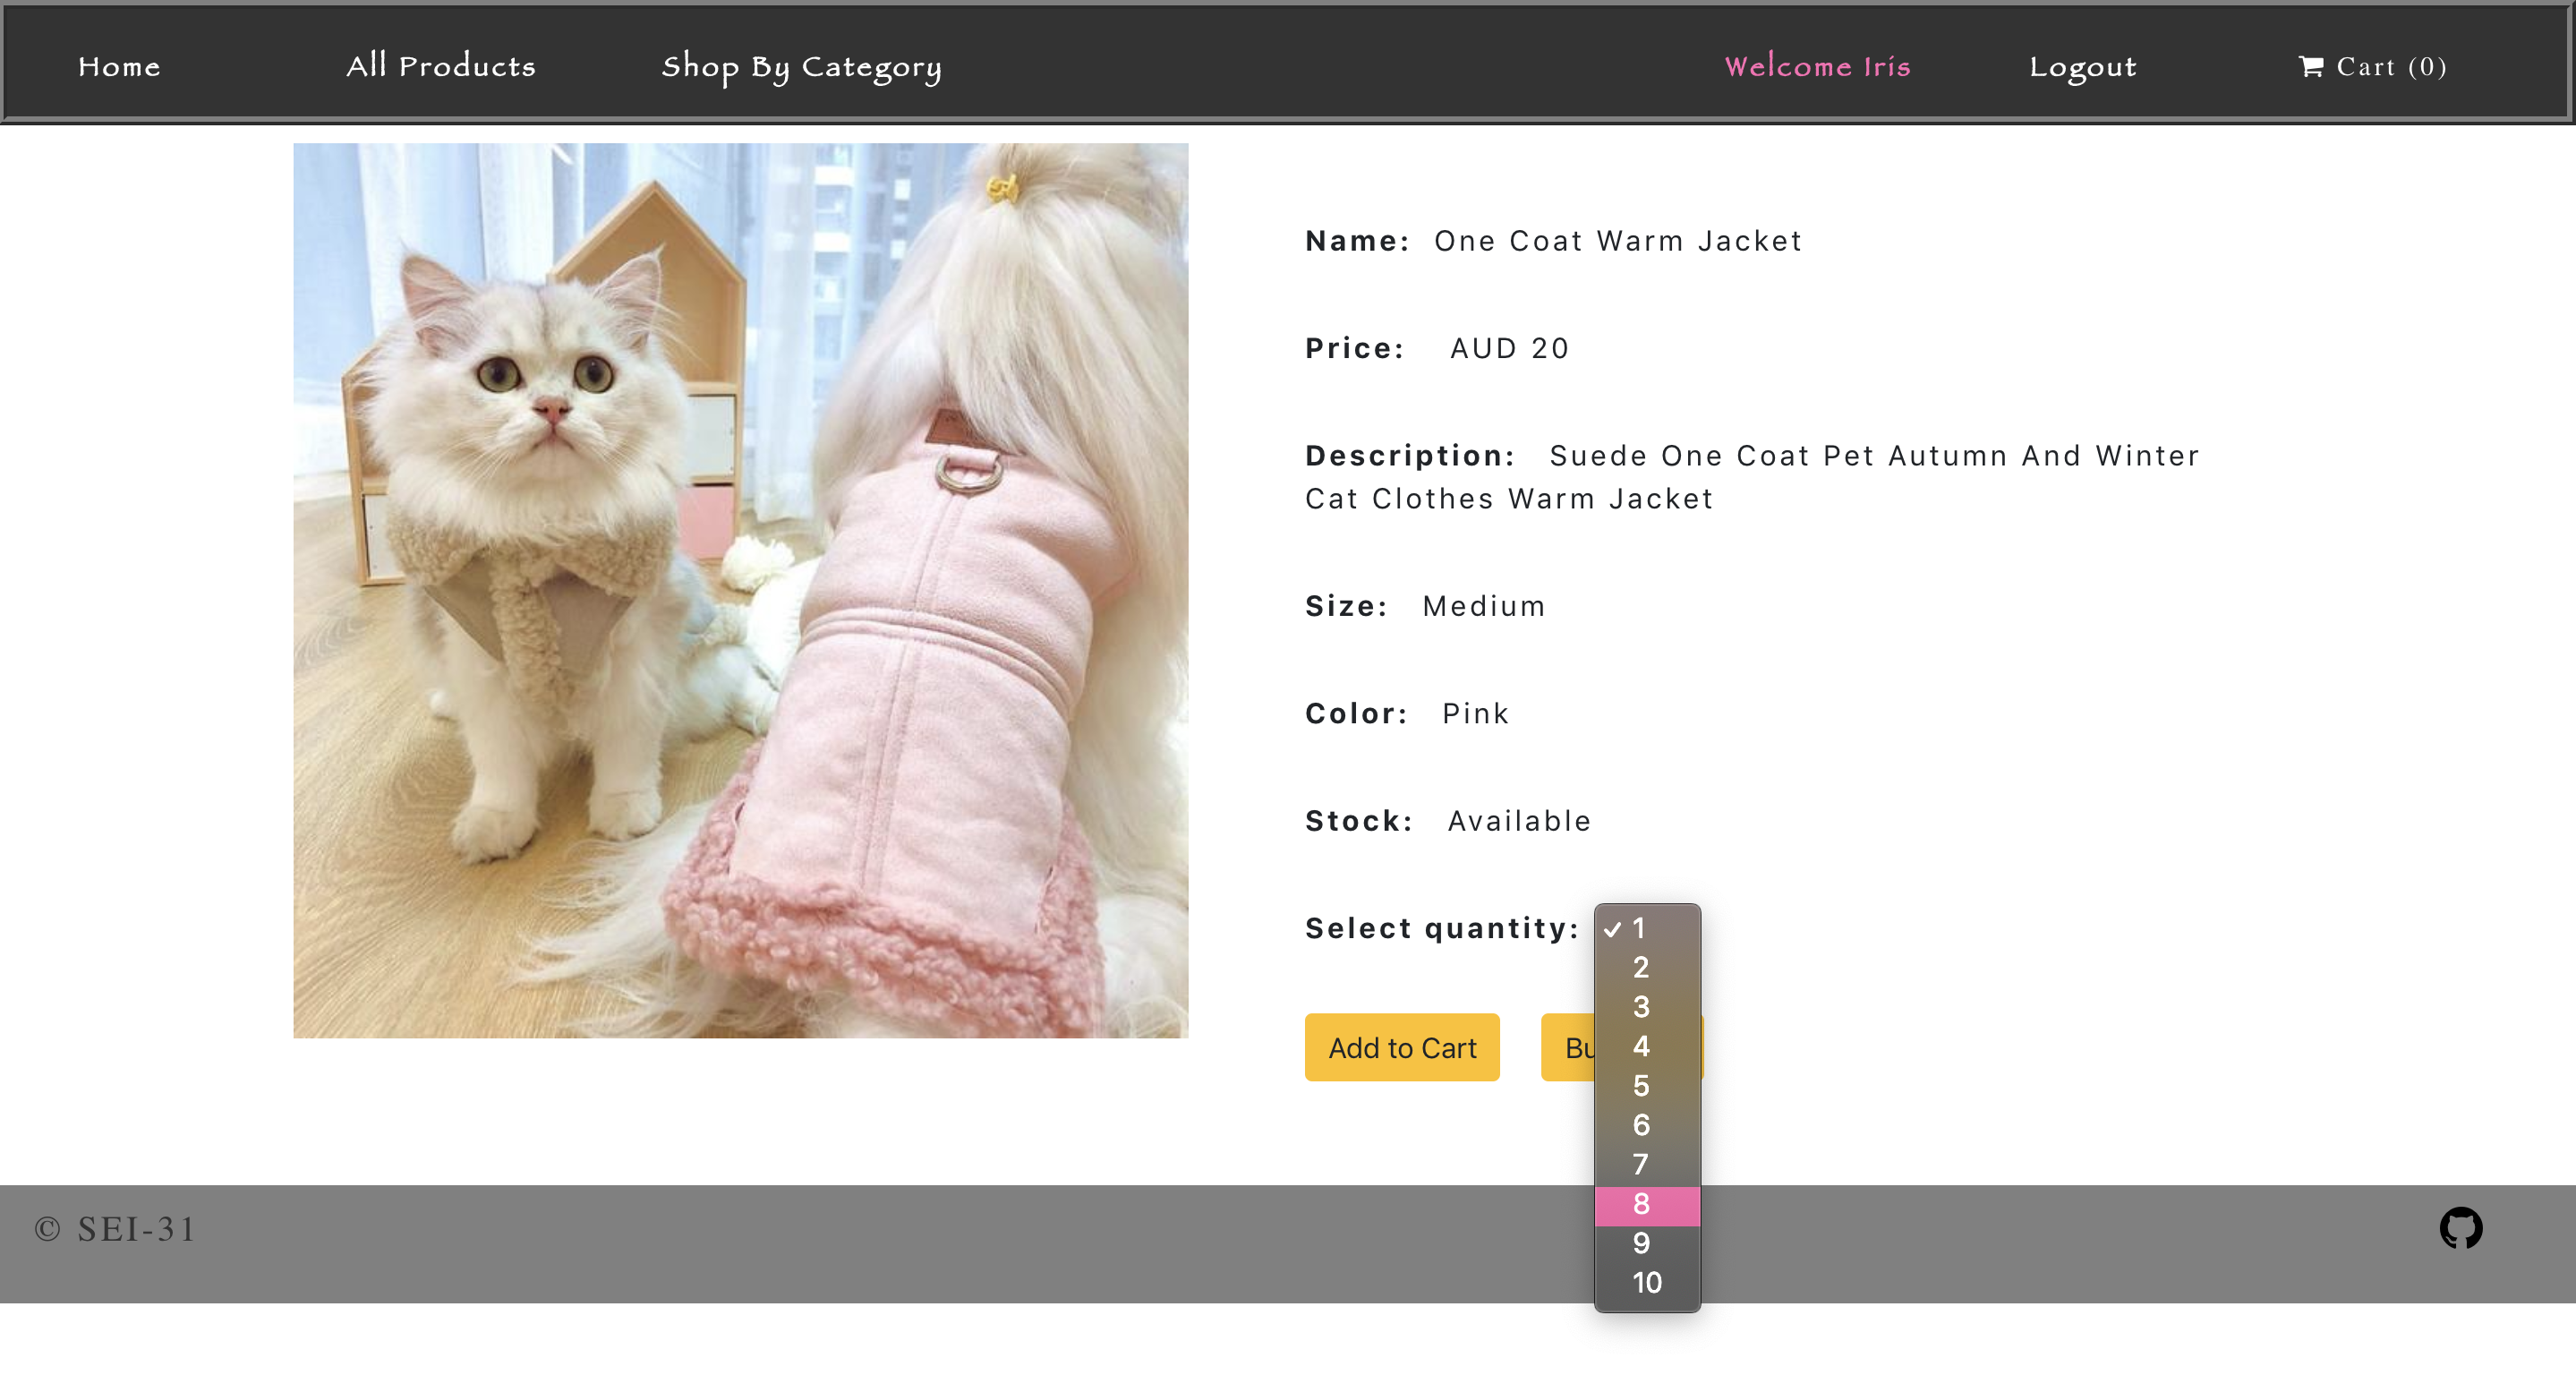 Home All Products Shop By Category Welcome Iris Logout Cart (0)
Name: One Coat Warm Jacket
Price: AUD 20
Description: Suede One Coat Pet Autumn And Winter
Cat Clothes Warm Jacket
Size: Medium
Color: Pink
Stock: Available
Select quantity: ✓ 1
2
3
4
5
6
7
8
9
10
Add to Cart
© SEI-31